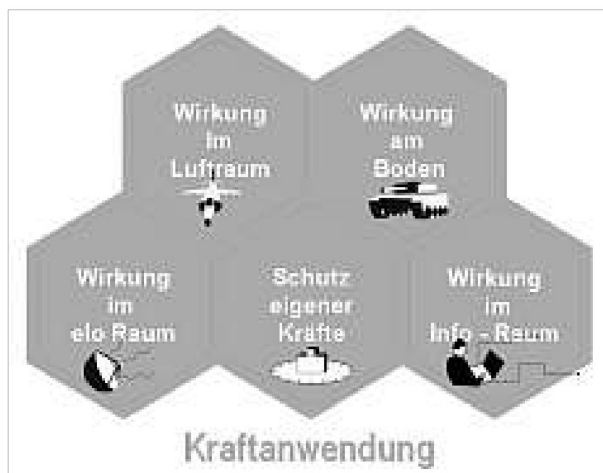 Wirkung
im
Luftraum
Wirkung
am
Boden
Wirkung
im
elo Raum
Schutz
eigener
Kräfte
Wirkung
im
Info - Raum
Kraftanwendung